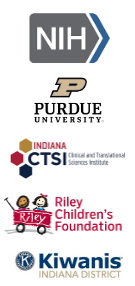 NIH
P
PURDUE
UNIVERSITY®
INDIANA
CTSI
Clinical and Translational
Sciences Institute
Riley
Riley
Children's
Foundation
K
Kiwanis
INDIANA DISTRICT